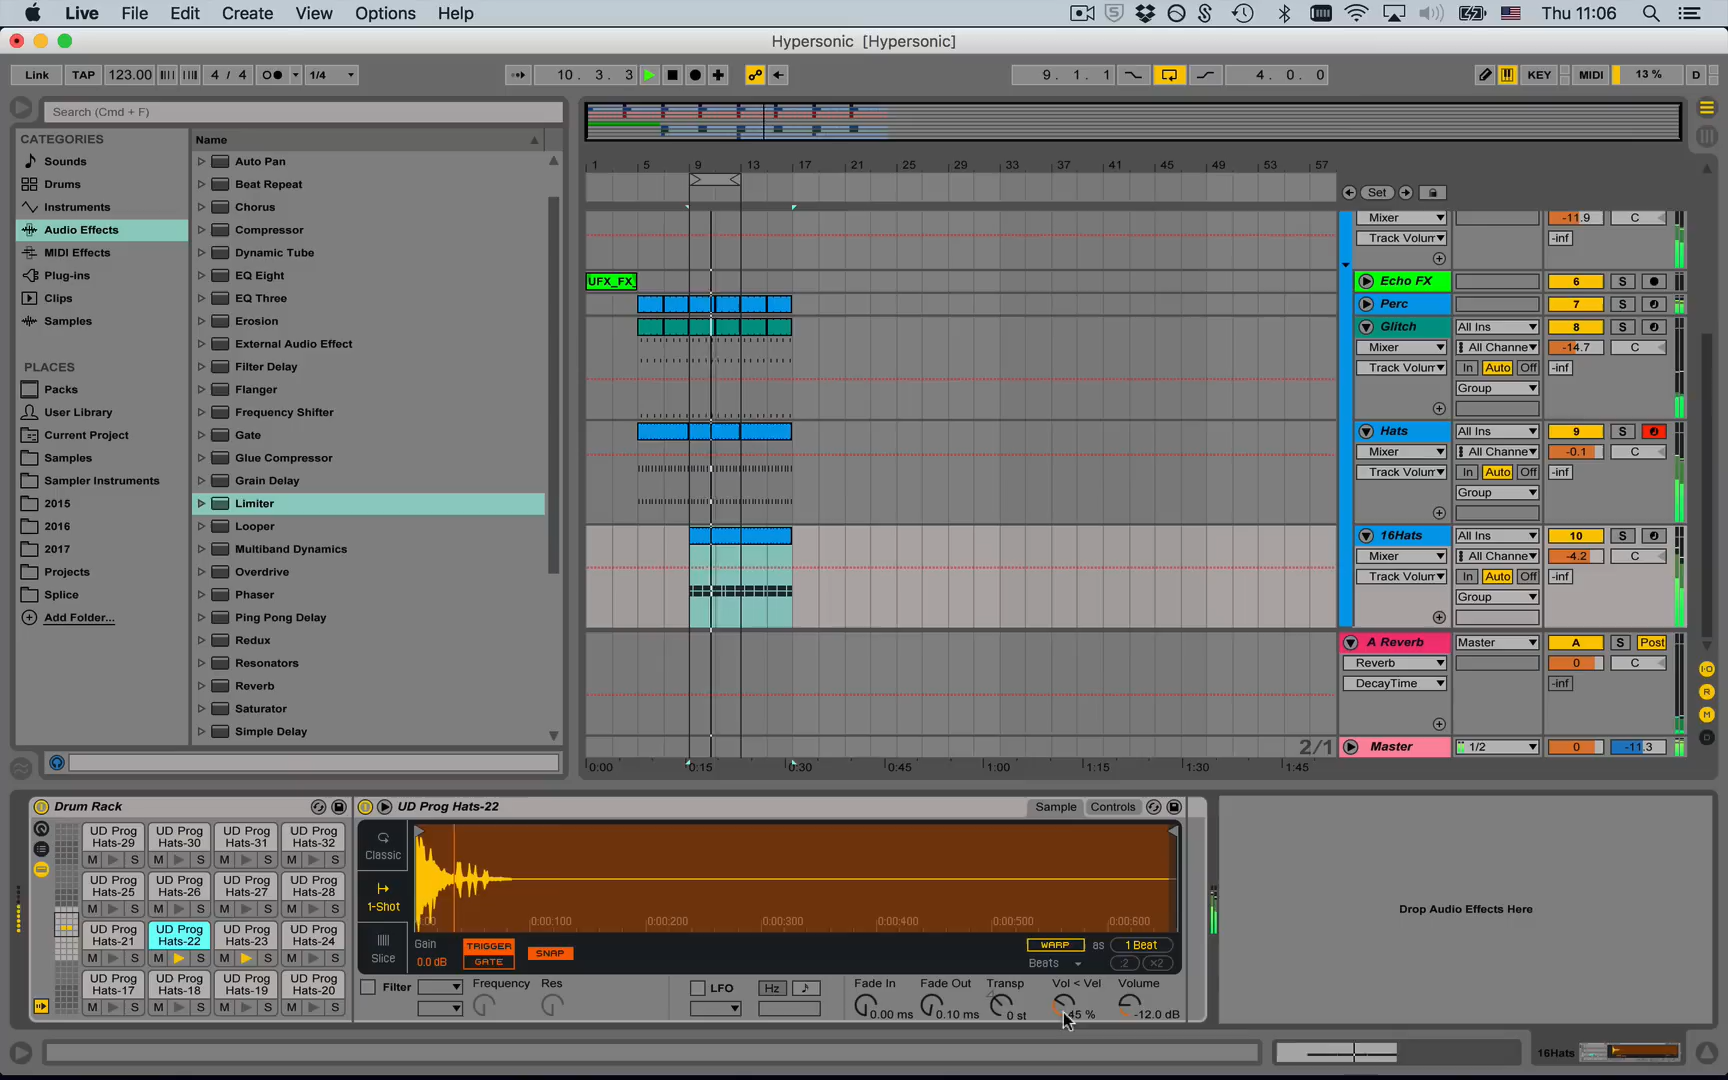 Live File Edit Create View Options Help Thu 11:06
Hypersonic [Hypersonic]
Link TAP 123.00 4 / 4 1/4 10. 3. 3 9. 1. 1 4. 0. 0 KEY MIDI 13 % D
Search (Cmd + F)
CATEGORIES
Sounds
Drums
Instruments
Audio Effects
MIDI Effects
Plug-ins
Clips
Samples
PLACES
Packs
User Library
Current Project
Samples
Sampler Instruments
2015
2016
2017
Projects
Splice
Add Folder...
Name
Auto Pan
Beat Repeat
Chorus
Compressor
Dynamic Tube
EQ Eight
EQ Three
Erosion
External Audio Effect
Filter Delay
Flanger
Frequency Shifter
Gate
Glue Compressor
Grain Delay
Limiter
Looper
Multiband Dynamics
Overdrive
Phaser
Ping Pong Delay
Redux
Resonators
Reverb
Saturator
Simple Delay
1 5 9 13 17 21 25 29 33 37 41 45 49 53 57
Set
Mixer -11.9 C
Track Volum -inf
UFX_FX_ Echo FX 6 S
Perc 7 S
Glitch All Ins 8 S
Mixer All Channe -14.7 C
Track Volum In Auto Off -inf
Group
Hats All Ins 9 S
Mixer All Channe -0.1 C
Track Volum In Auto Off -inf
Group
16Hats All Ins 10 S
Mixer All Channe -4.2 C
Track Volum In Auto Off -inf
Group
A Reverb Master A S Post
Reverb 0 C
DecayTime -inf
2/1 Master 1/2 0 -11.3
0:00 0:15 0:30 0:45 1:00 1:15 1:30 1:45
I·O
R
M
D
Drum Rack
UD Prog Hats-29 UD Prog Hats-30 UD Prog Hats-31 UD Prog Hats-32
M S M S M S M S
UD Prog Hats-25 UD Prog Hats-26 UD Prog Hats-27 UD Prog Hats-28
M S M S M S M S
UD Prog Hats-21 UD Prog Hats-22 UD Prog Hats-23 UD Prog Hats-24
M S M S M S M S
UD Prog Hats-17 UD Prog Hats-18 UD Prog Hats-19 UD Prog Hats-20
M S M S M S M S
UD Prog Hats-22 Sample Controls
Classic
1-Shot
Slice
0:00:100 0:00:200 0:00:300 0:00:400 0:00:500 0:00:600
Gain TRIGGER SNAP WARP as 1 Beat
0.0 dB GATE Beats :2 ×2
Filter Frequency Res LFO Hz Fade In Fade Out Transp Vol < Vel Volume
0.00 ms 0.10 ms 0 st 45 % -12.0 dB
Drop Audio Effects Here
16Hats